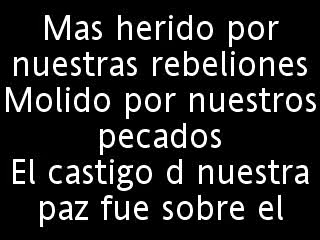 Mas herido por
nuestras rebeliones
Molido por nuestros
pecados
El castigo d nuestra
paz fue sobre el